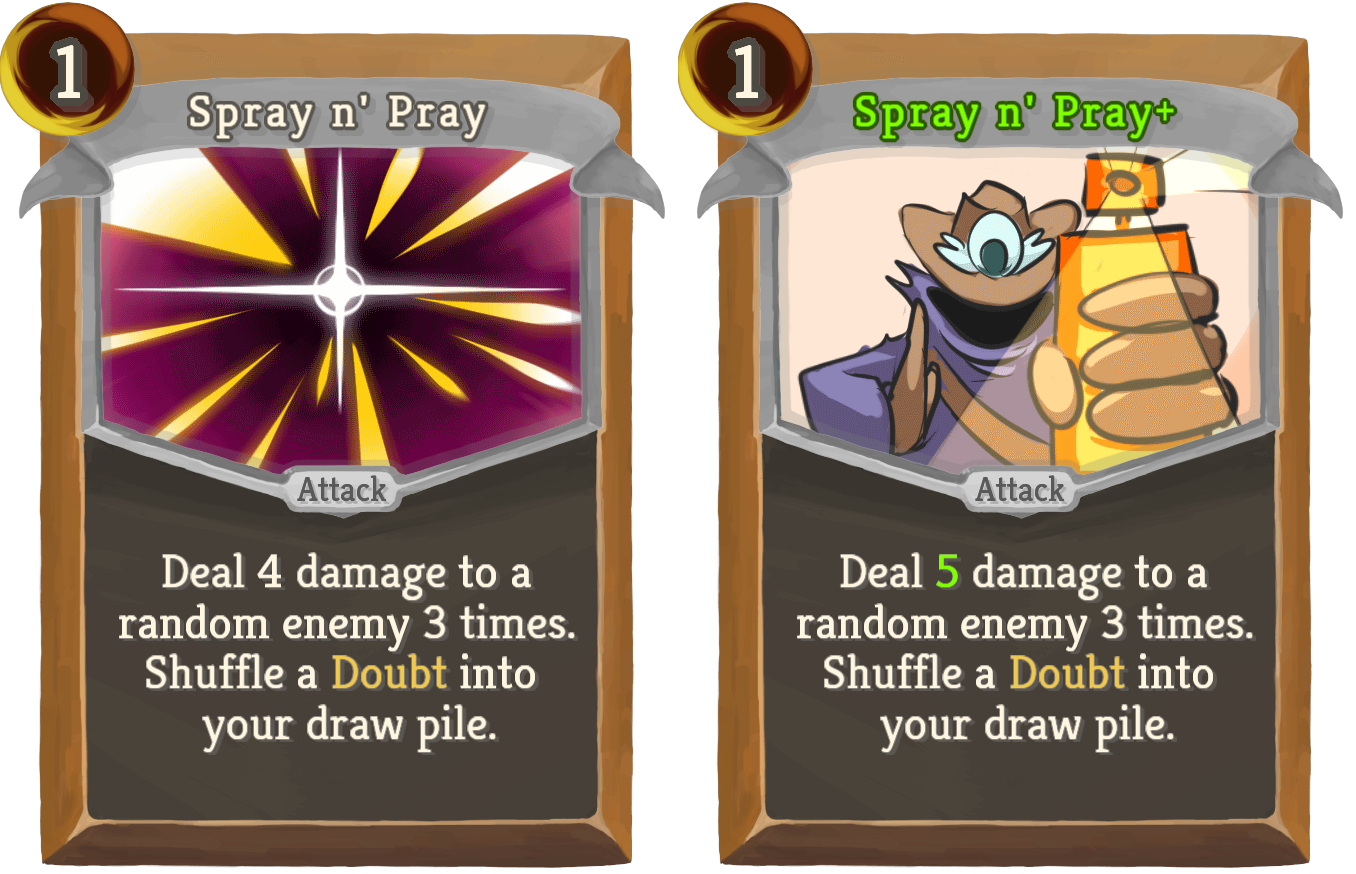 1
Spray n' Pray
Attack
Deal 4 damage to a
random enemy 3 times.
Shuffle a Doubt into
your draw pile.
1
Spray n' Pray+
Attack
Deal 5 damage to a
random enemy 3 times.
Shuffle a Doubt into
your draw pile.